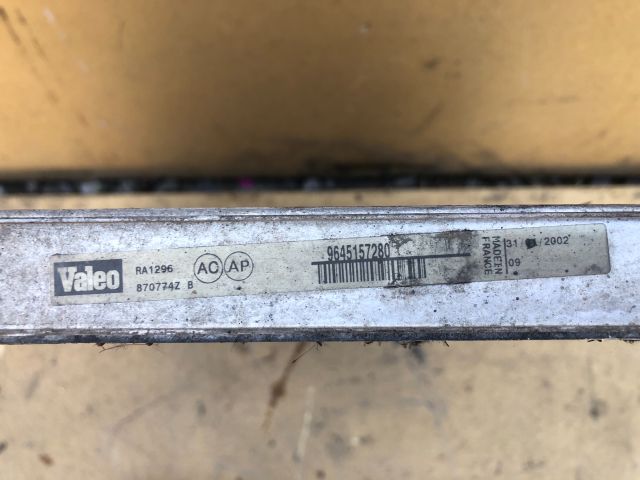 Valeo
RA1296
870774Z B
AC AP
9645157280
MADE IN
FRANCE
31 /2002
09